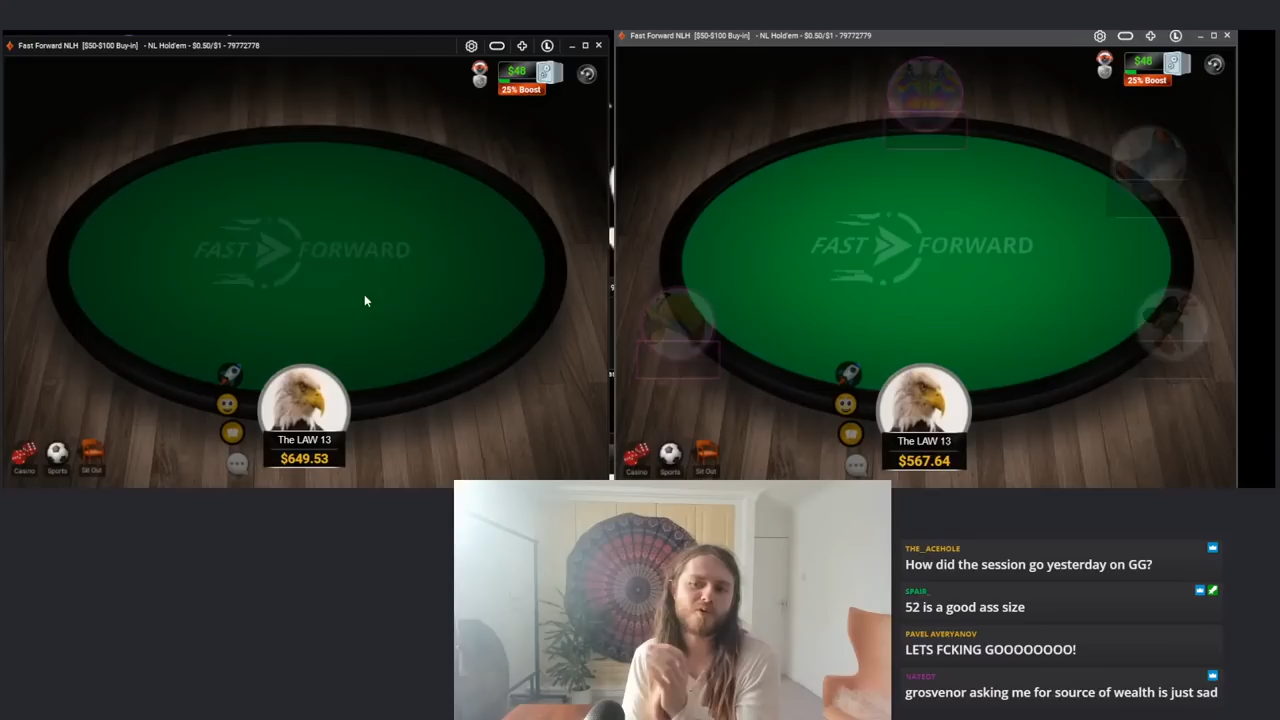 Fast Forward NLH [$50-$100 Buy-in] - NL Hold'em - $0.50/$1 - 79772778
$48
25% Boost
FAST FORWARD
The LAW 13
$649.53
Casino
Sports
Sit Out
Fast Forward NLH [$50-$100 Buy-in] - NL Hold'em - $0.50/$1 - 79772779
$48
25% Boost
FAST FORWARD
The LAW 13
$567.64
Casino
Sports
Sit Out
THE_ACEHOLE
How did the session go yesterday on GG?
SPAIR_
52 is a good ass size
PAVEL AVERYANOV
LETS FCKING GOOOOOOOO!
NATEDT
grosvenor asking me for source of wealth is just sad